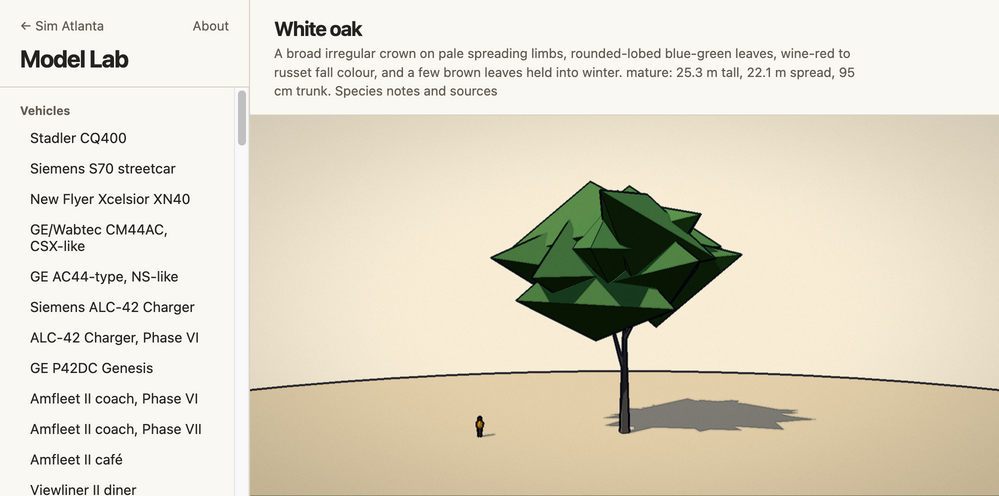 ← Sim Atlanta
About
Model Lab
Vehicles
Stadler CQ400
Siemens S70 streetcar
New Flyer Xcelsior XN40
GE/Wabtec CM44AC,
CSX-like
GE AC44-type, NS-like
Siemens ALC-42 Charger
ALC-42 Charger, Phase VI
GE P42DC Genesis
Amfleet II coach, Phase VI
Amfleet II coach, Phase VII
Amfleet II café
Viewliner II diner
White oak
A broad irregular crown on pale spreading limbs, rounded-lobed blue-green leaves, wine-red to
russet fall colour, and a few brown leaves held into winter. mature: 25.3 m tall, 22.1 m spread, 95
cm trunk. Species notes and sources